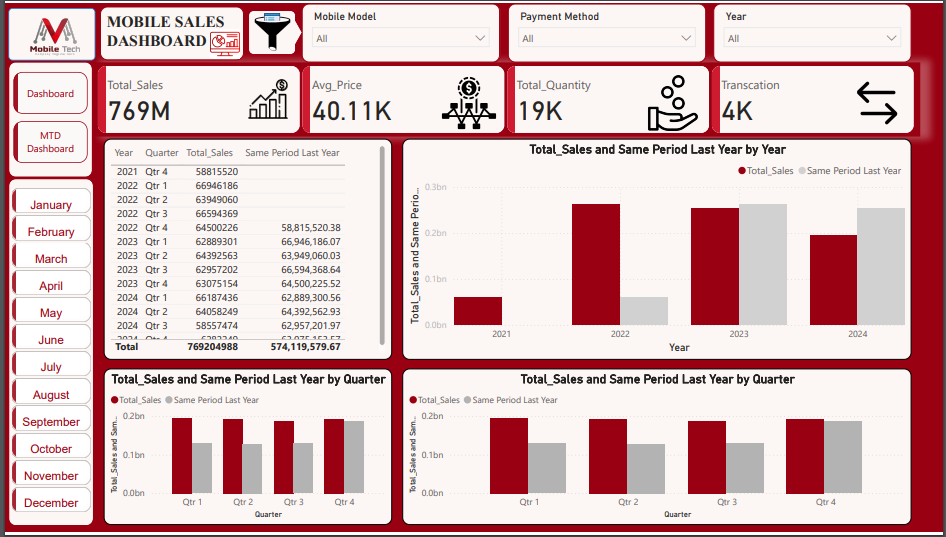 Mobile Tech
MOBILE SALES
DASHBOARD
Mobile Model
All
Payment Method
All
Year
All
Dashboard
MTD
Dashboard
January
February
March
April
May
June
July
August
September
October
November
December
Total_Sales
769M
Avg_Price
40.11K
Total_Quantity
19K
Transcation
4K
Year Quarter Total_Sales Same Period Last Year
2021 Qtr 4 58815520
2022 Qtr 1 66946186
2022 Qtr 2 63949060
2022 Qtr 3 66594369
2022 Qtr 4 64500226 58,815,520.38
2023 Qtr 1 62889301 66,946,186.07
2023 Qtr 2 64392563 63,949,060.03
2023 Qtr 3 62957202 66,594,368.64
2023 Qtr 4 63075154 64,500,225.52
2024 Qtr 1 66187436 62,889,300.56
2024 Qtr 2 64058249 64,392,562.93
2024 Qtr 3 58557474 62,957,201.97
2024 Qtr 4
Total 769204988 574,119,579.67
Total_Sales and Same Period Last Year by Year
Total_Sales Same Period Last Year
Total_Sales and Same Perio...
0.3bn
0.2bn
0.1bn
0.0bn
2021 2022 2023 2024
Year
Total_Sales and Same Period Last Year by Quarter
Total_Sales Same Period Last Year
Total_Sales and Sam...
0.2bn
0.1bn
0.0bn
Qtr 1 Qtr 2 Qtr 3 Qtr 4
Quarter
Total_Sales and Same Period Last Year by Quarter
Total_Sales Same Period Last Year
Total_Sales and Sam...
0.2bn
0.1bn
0.0bn
Qtr 1 Qtr 2 Qtr 3 Qtr 4
Quarter